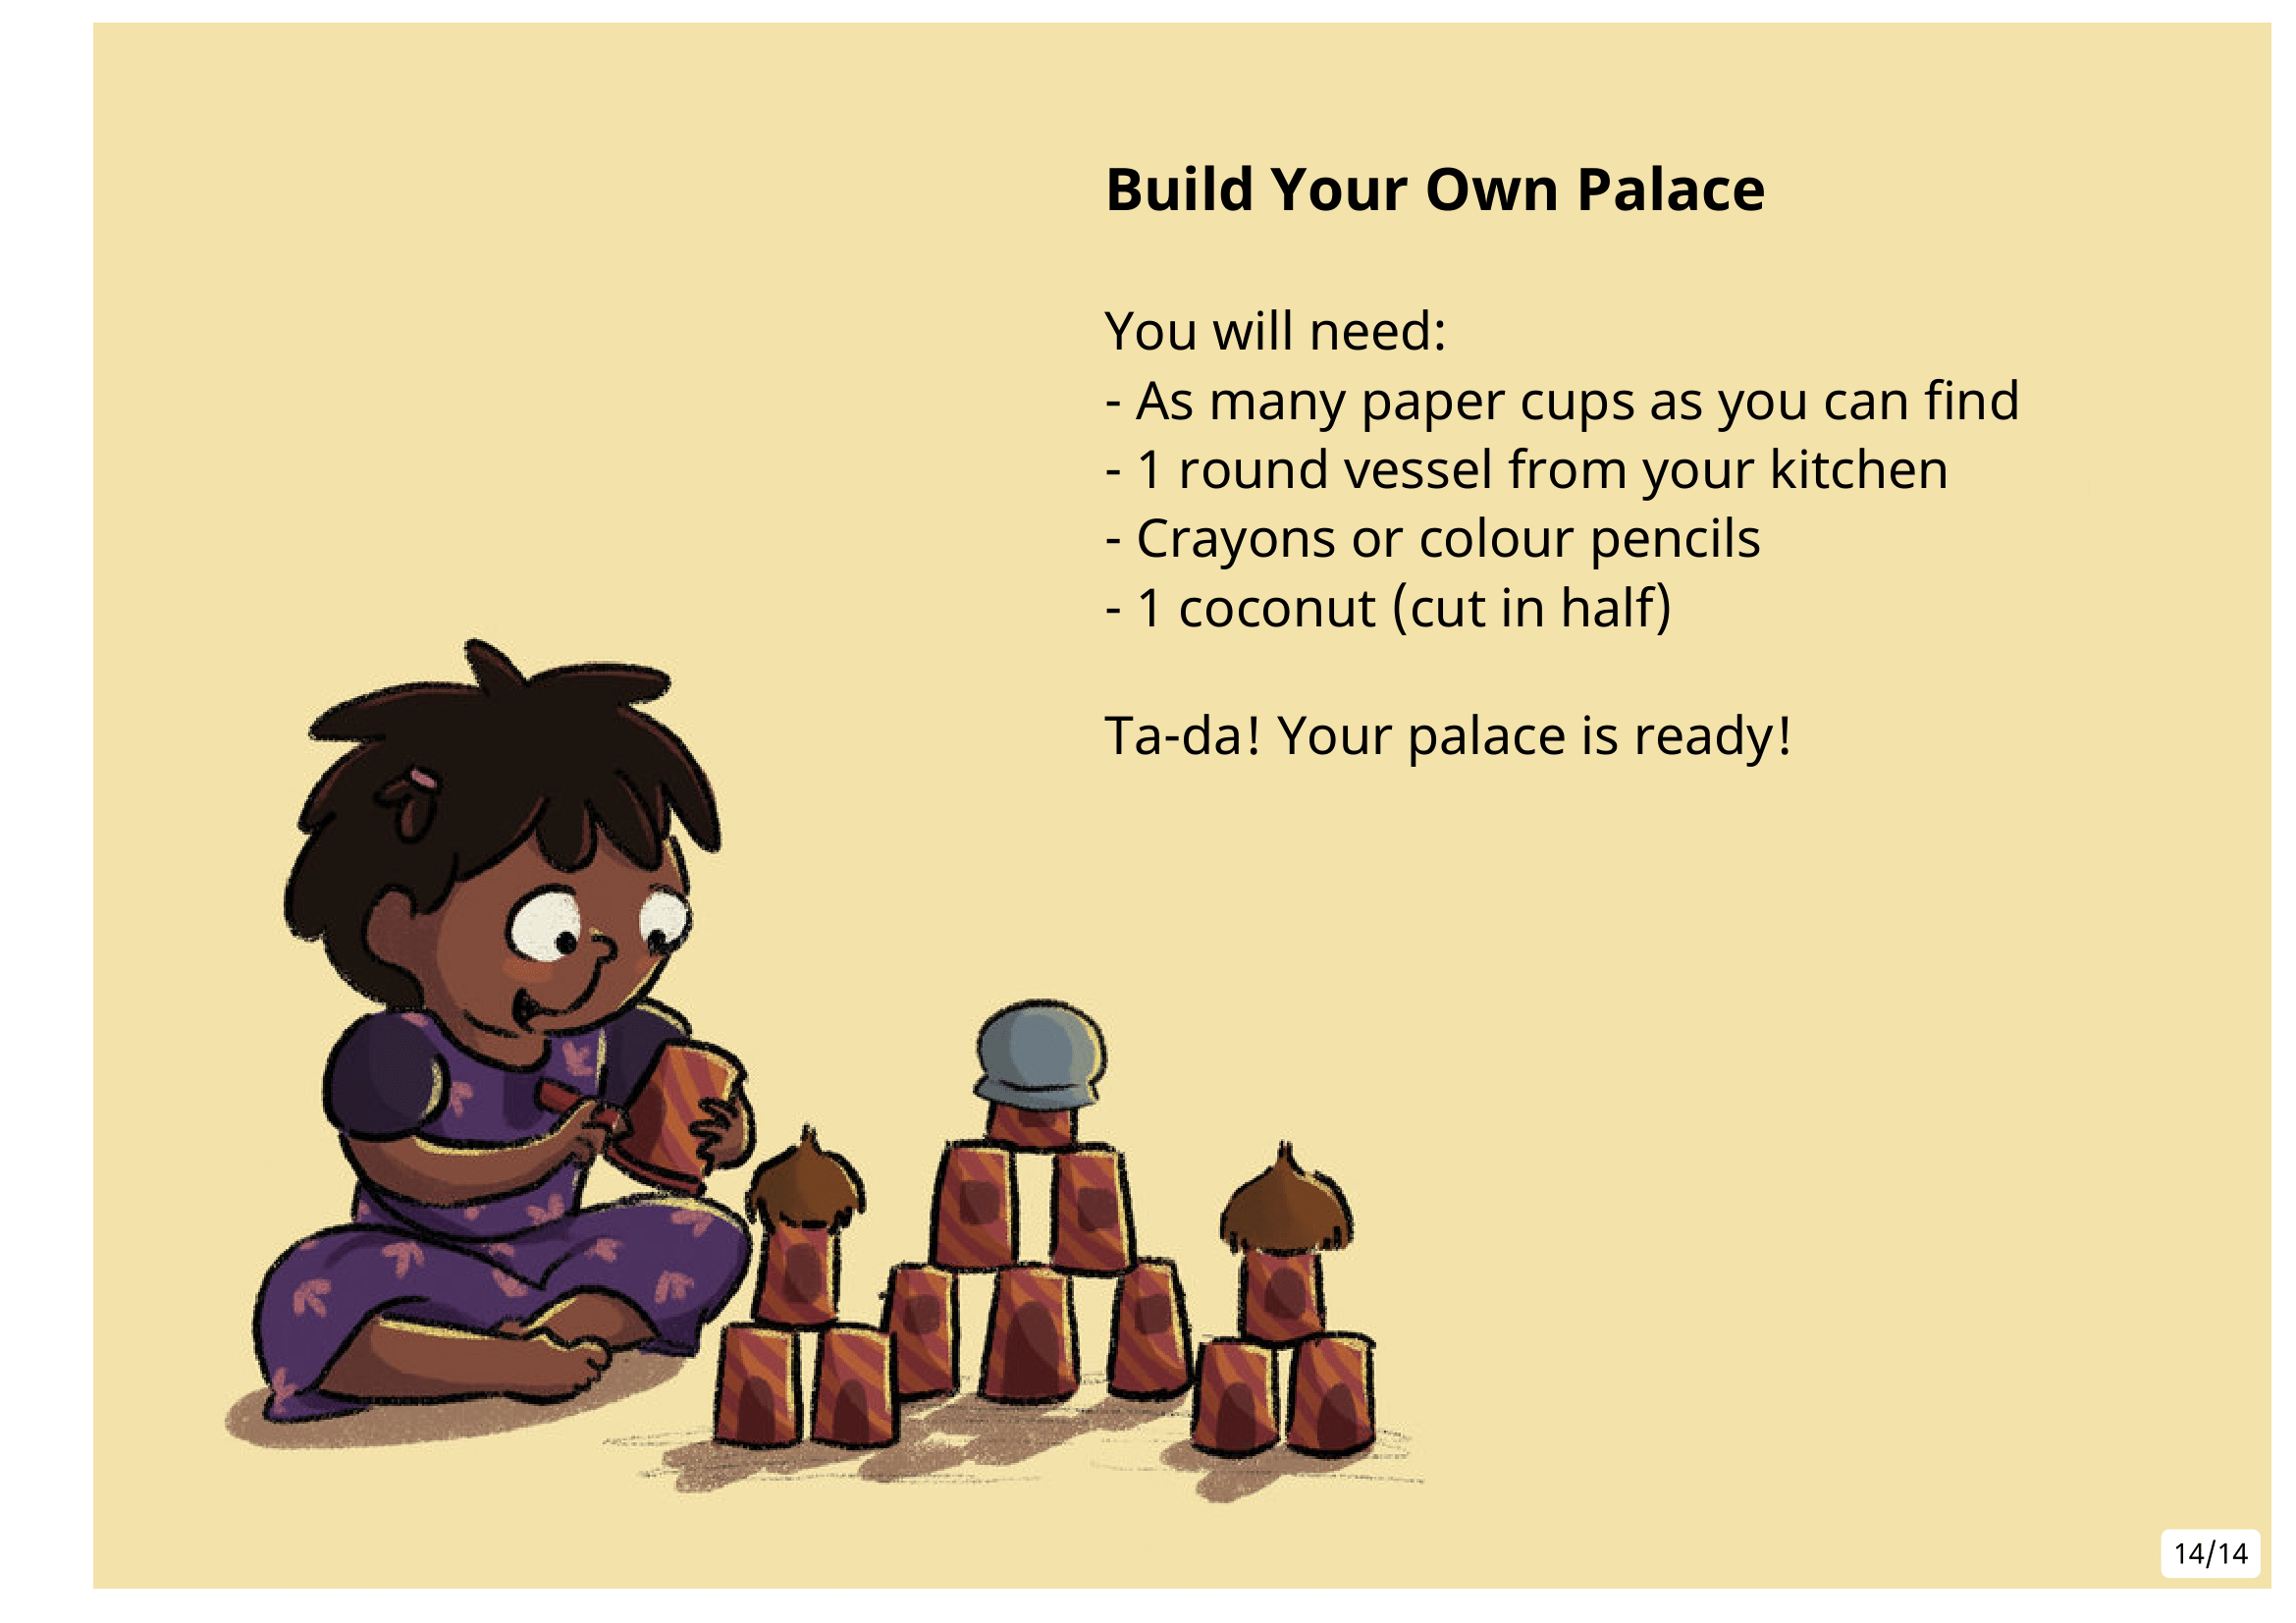 Build Your Own Palace
You will need:
- As many paper cups as you can find
- 1 round vessel from your kitchen
- Crayons or colour pencils
- 1 coconut (cut in half)
Ta-da! Your palace is ready!
14/14